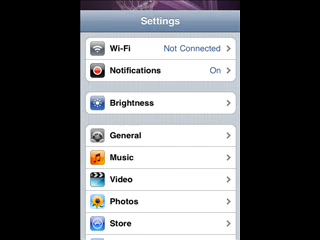 Settings
Wi-Fi Not Connected
Notifications On
Brightness
General
Music
Video
Photos
Store